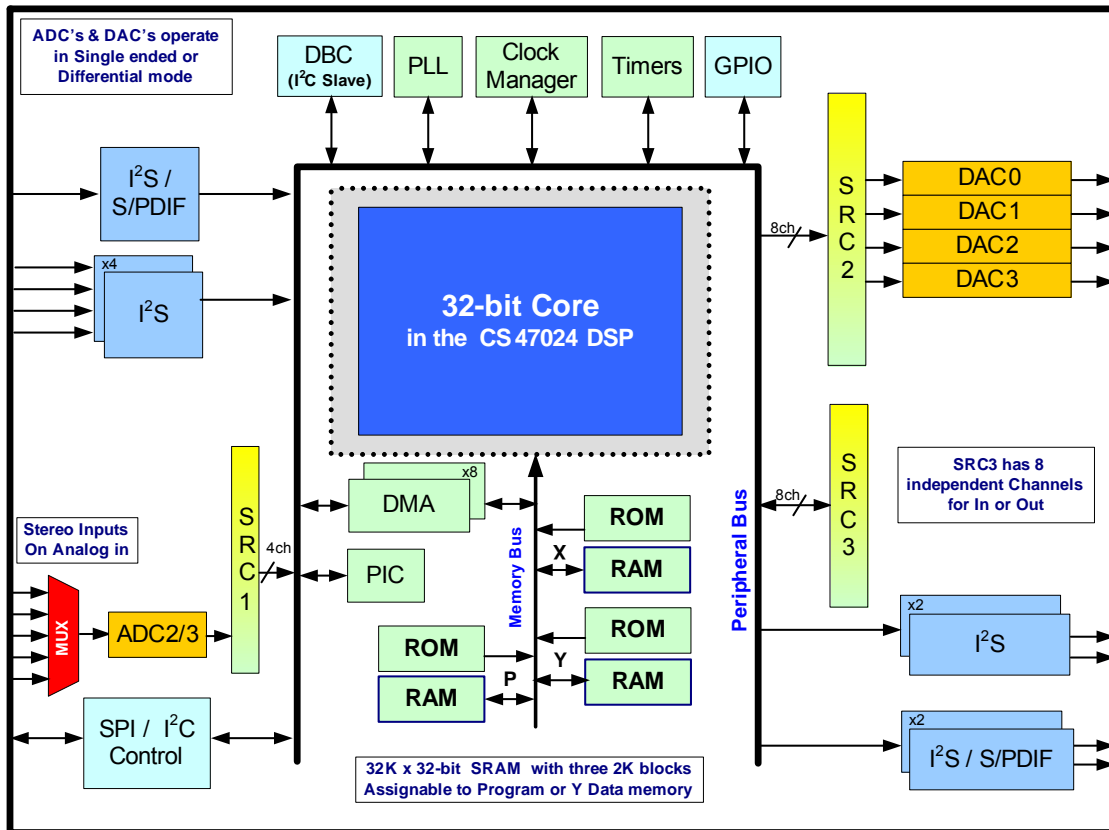 ADC's & DAC's operate
in Single ended or
Differential mode
DBC
(I²C Slave)
PLL
Clock
Manager
Timers
GPIO
I²S /
S/PDIF
x4
I²S
32-bit Core
in the CS47024 DSP
8ch
SRC2
DAC0
DAC1
DAC2
DAC3
SRC3 has 8
independent Channels
for In or Out
8ch
SRC3
Peripheral Bus
x8
DMA
PIC
Memory Bus
ROM
X
RAM
ROM
Y
RAM
ROM
P
RAM
Stereo Inputs
On Analog in
MUX
ADC2/3
SRC1
4ch
SPI / I²C
Control
x2
I²S
x2
I²S / S/PDIF
32K x 32-bit SRAM with three 2K blocks
Assignable to Program or Y Data memory